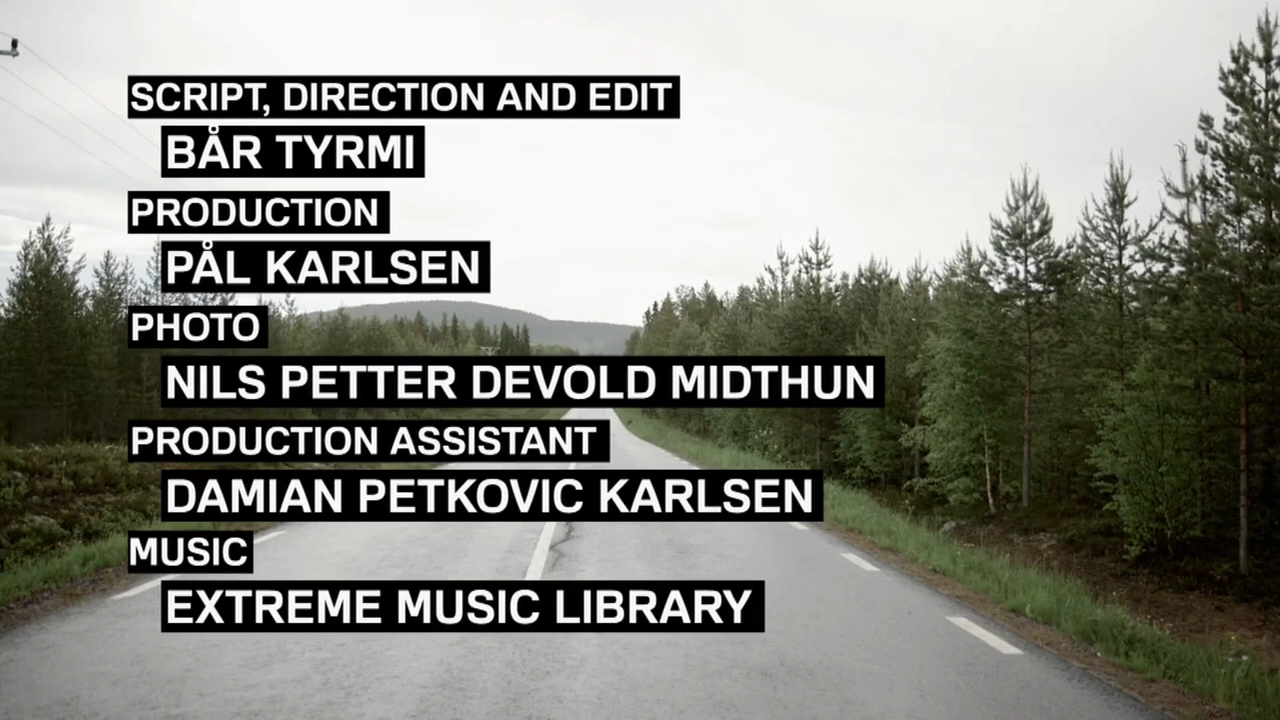 SCRIPT, DIRECTION AND EDIT
BÅR TYRMI
PRODUCTION
PÅL KARLSEN
PHOTO
NILS PETTER DEVOLD MIDTHUN
PRODUCTION ASSISTANT
DAMIAN PETKOVIC KARLSEN
MUSIC
EXTREME MUSIC LIBRARY